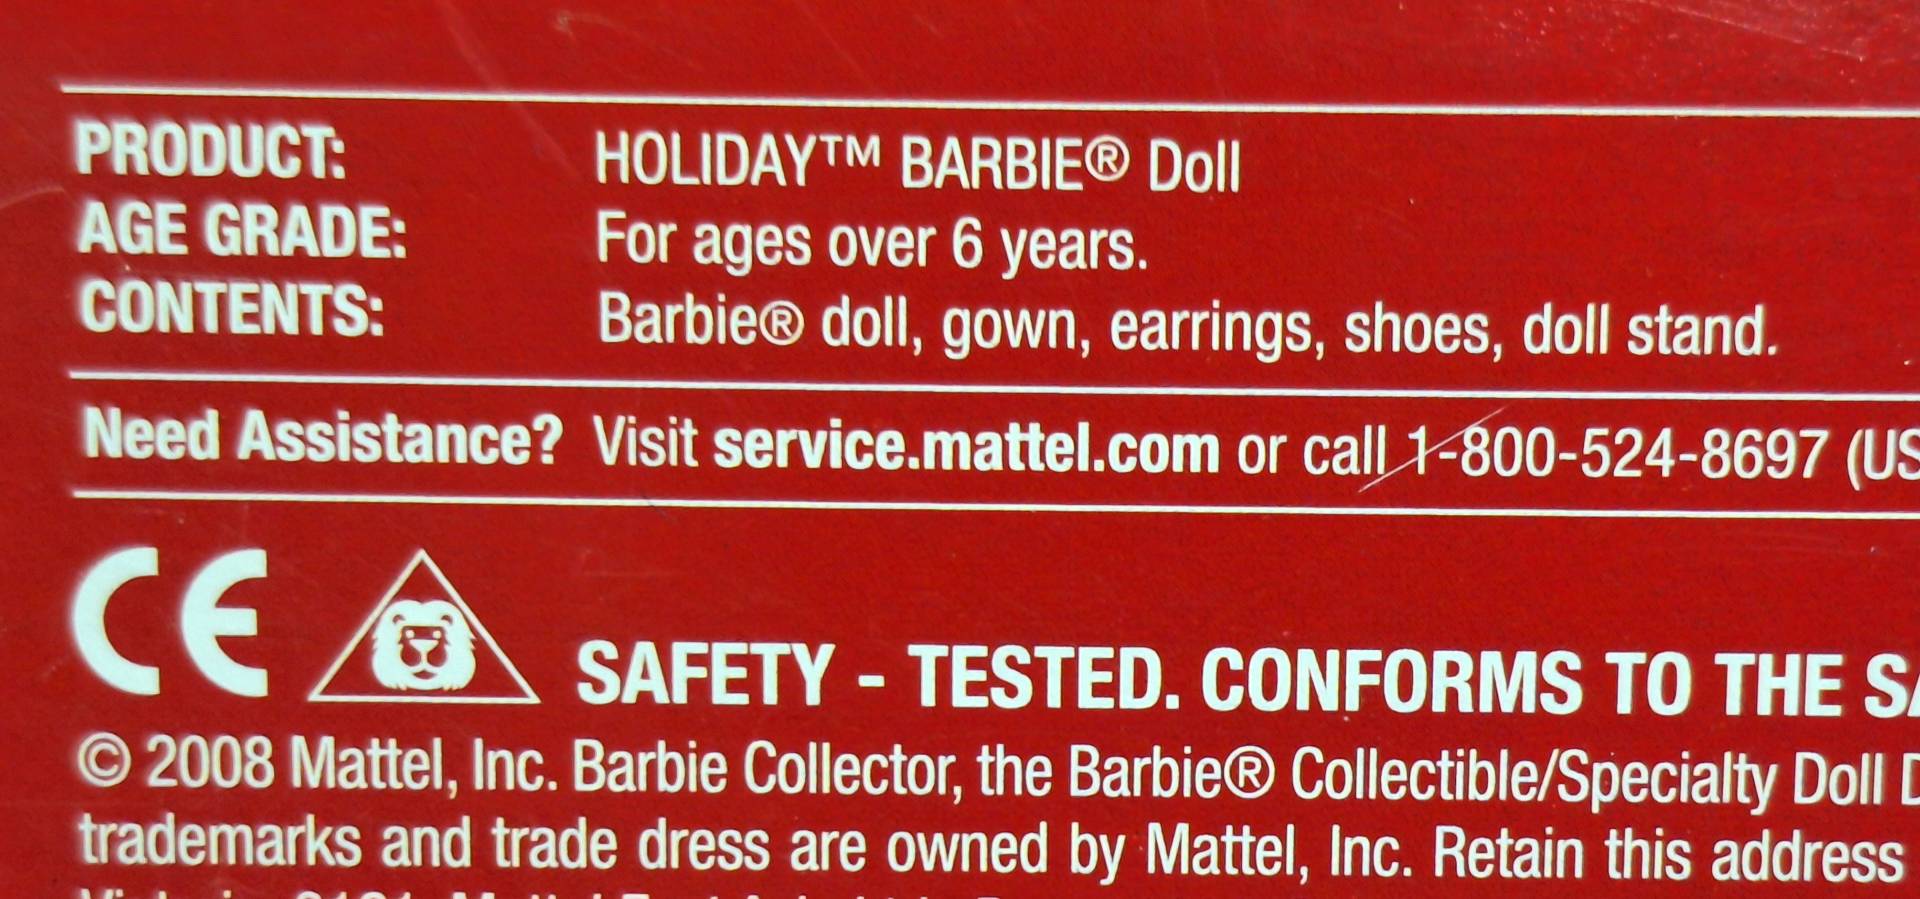 PRODUCT: HOLIDAY™ BARBIE® Doll
AGE GRADE: For ages over 6 years.
CONTENTS: Barbie® doll, gown, earrings, shoes, doll stand.
Need Assistance? Visit service.mattel.com or call 1-800-524-8697 (US
CE
SAFETY - TESTED. CONFORMS TO THE SA
© 2008 Mattel, Inc. Barbie Collector, the Barbie® Collectible/Specialty Doll D
trademarks and trade dress are owned by Mattel, Inc. Retain this address